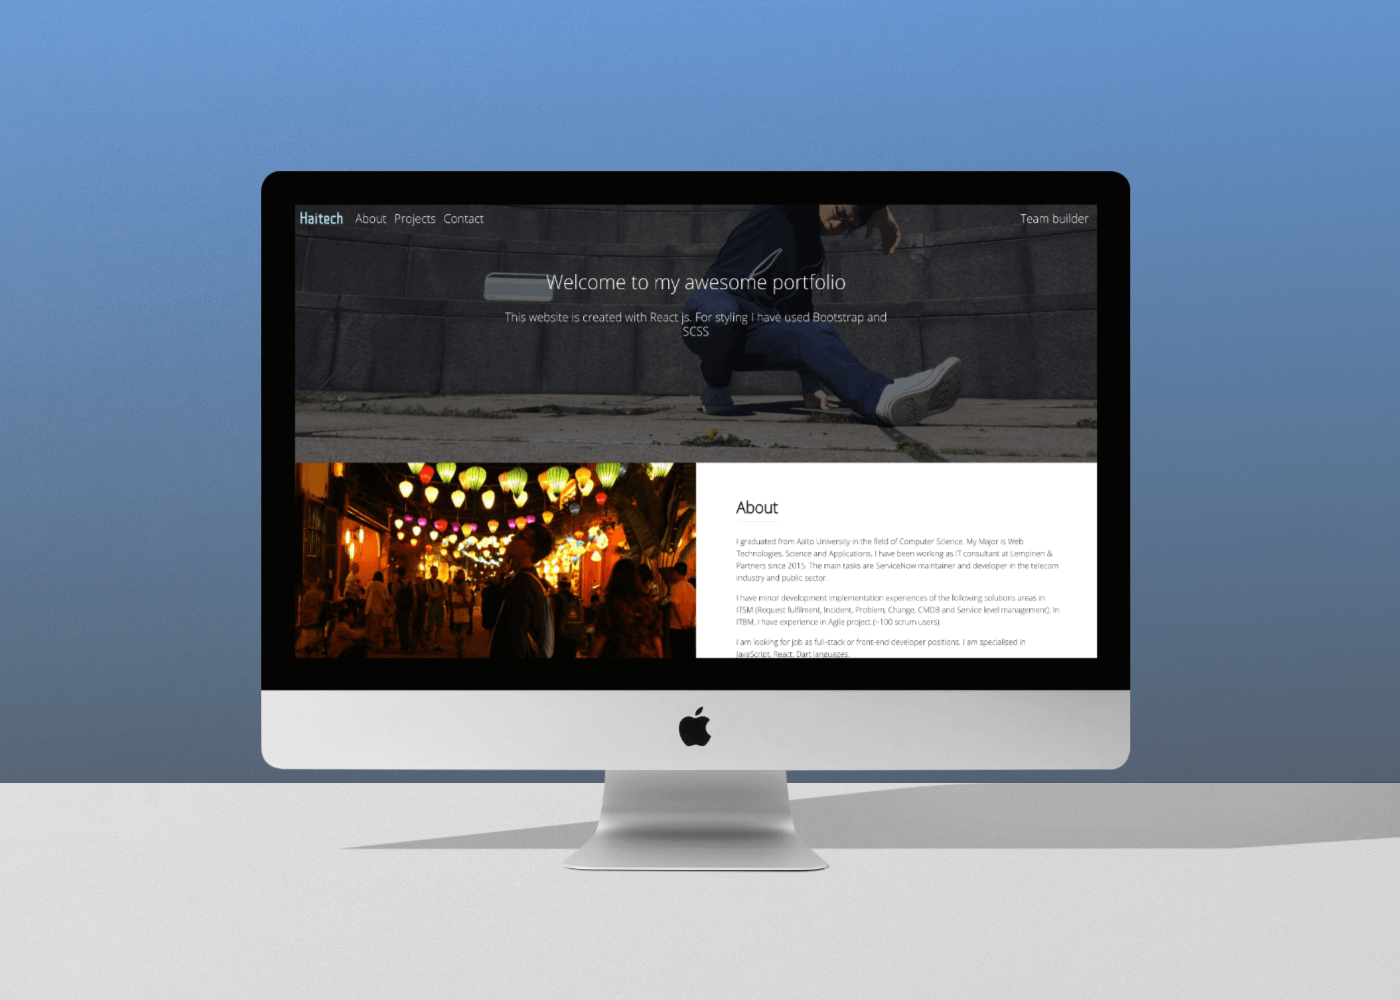 Haitech About Projects Contact Team builder
Welcome to my awesome portfolio
This website is created with React js. For styling I have used Bootstrap and
SCSS
About
I graduated from Aalto University in the field of Computer Science. My Major is Web
Technologies, Science and Applications. I have been working as IT consultant at Lempinen &
Partners since 2015. The main tasks are ServiceNow maintainer and developer in the telecom
industry and public sector.
I have minor development implementation experiences of the following solutions areas in
ITSM (Request fulfilment, Incident, Problem, Change, CMDB and Service level management). In
ITBM, I have experience in Agile project (~100 scrum users)
I am looking for job as full-stack or front-end developer positions. I am specialised in
JavaScript, React, Dart languages.